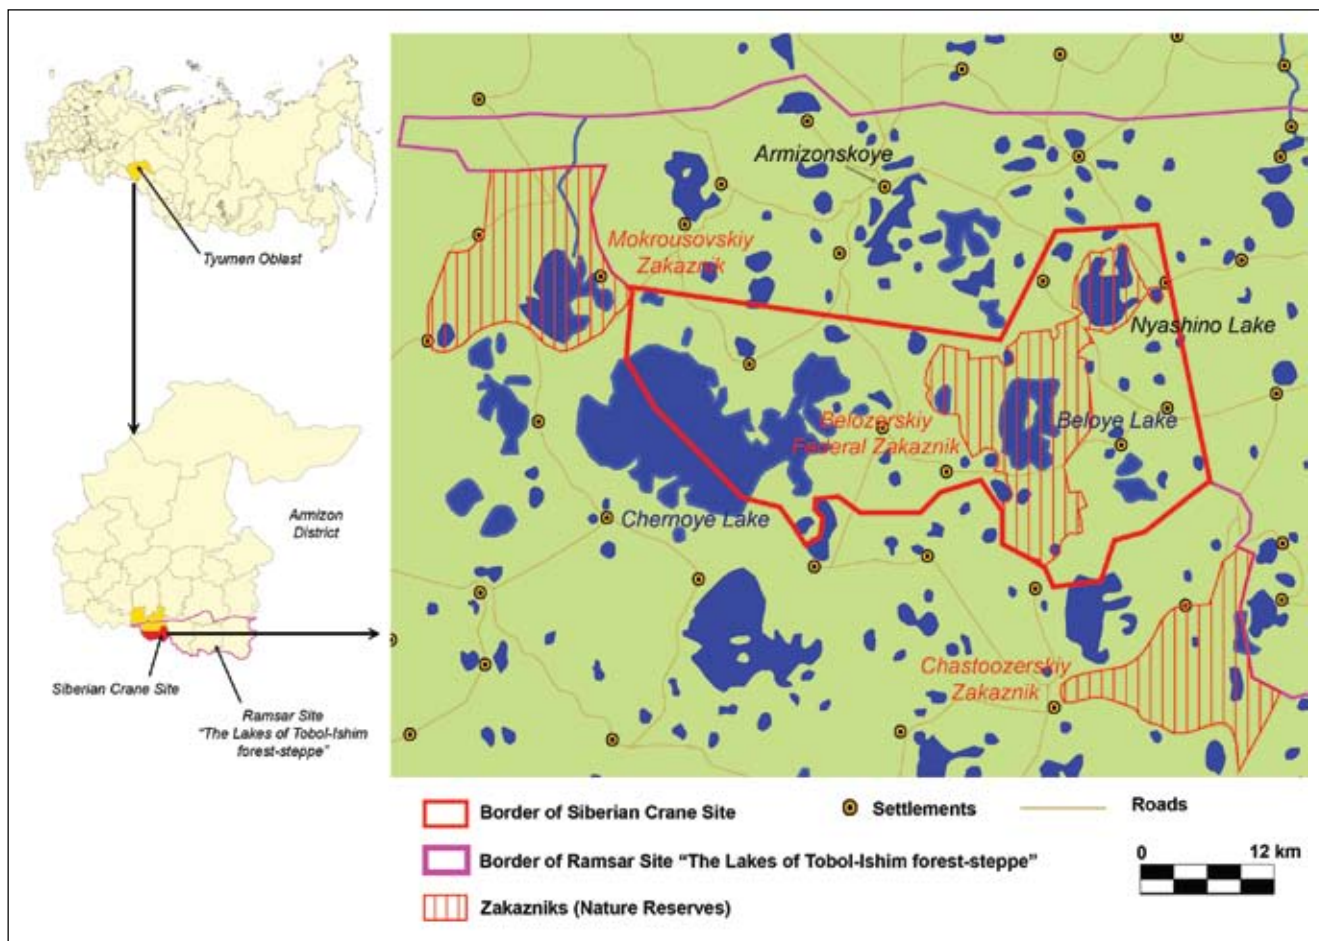 Tyumen Oblast
Armizon
District
Siberian Crane Site
Ramsar Site
“The Lakes of Tobol-Ishim
forest-steppe”
Armizonskoye
Mokrousovskiy
Zakaznik
Nyashino Lake
Belozerskiy
Federal Zakaznik
Beloye Lake
Chernoye Lake
Chastoozerskiy
Zakaznik
Border of Siberian Crane Site
Settlements
Roads
Border of Ramsar Site “The Lakes of Tobol-Ishim forest-steppe”
0 12 km
Zakazniks (Nature Reserves)